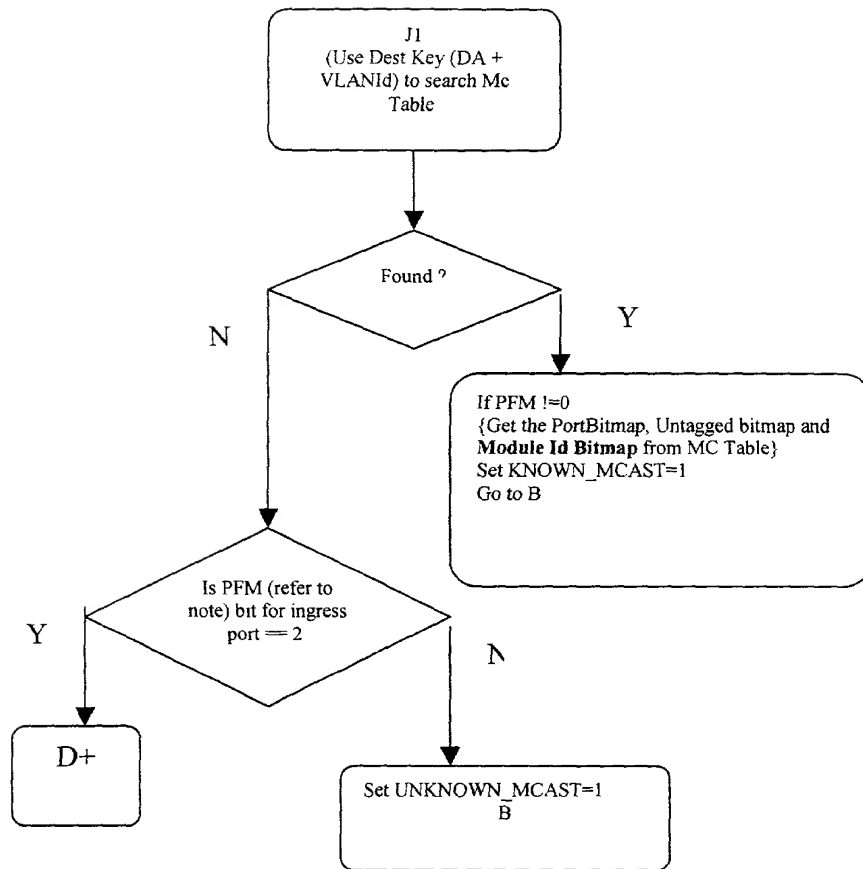 J1
(Use Dest Key (DA +
VLANId) to search Mc
Table
Found ?
N
Y
If PFM !=0
{Get the PortBitmap, Untagged bitmap and
Module Id Bitmap from MC Table}
Set KNOWN_MCAST=1
Go to B
Is PFM (refer to
note) bit for ingress
port == 2
Y
N
D+
Set UNKNOWN_MCAST=1
B